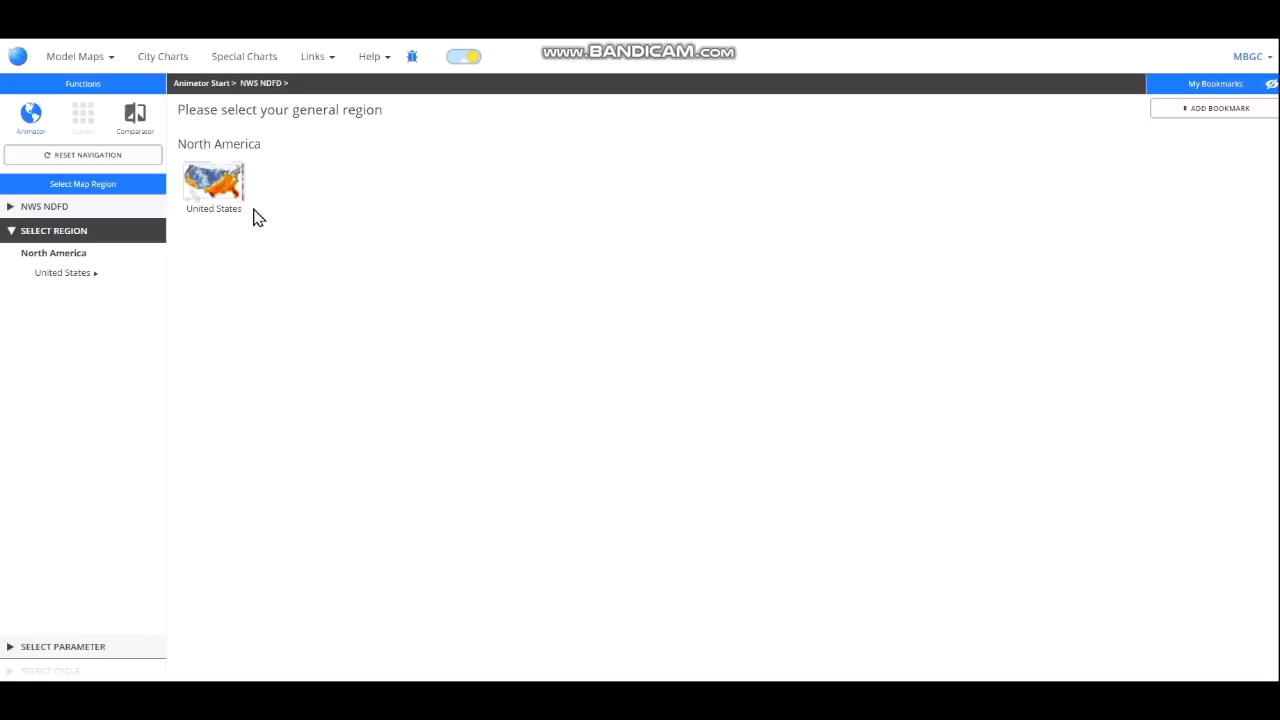 Model Maps
City Charts
Special Charts
Links
Help
www.BANDICAM.com
MBGC
Functions
Animator Start > NWS NDFD >
My Bookmarks
Animator
Comparator
ADD BOOKMARK
Please select your general region
RESET NAVIGATION
North America
Select Map Region
United States
NWS NDFD
SELECT REGION
North America
United States
SELECT PARAMETER
SELECT CYCLE